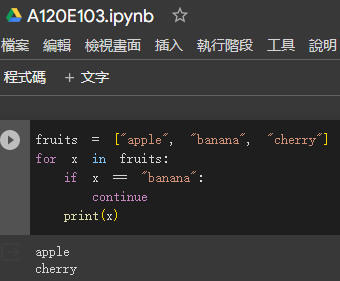 A120E103.ipynb
檔案 編輯 檢視畫面 插入 執行階段 工具 說明
程式碼 + 文字
fruits = ["apple", "banana", "cherry"]
for x in fruits:
    if x == "banana":
        continue
    print(x)
apple
cherry